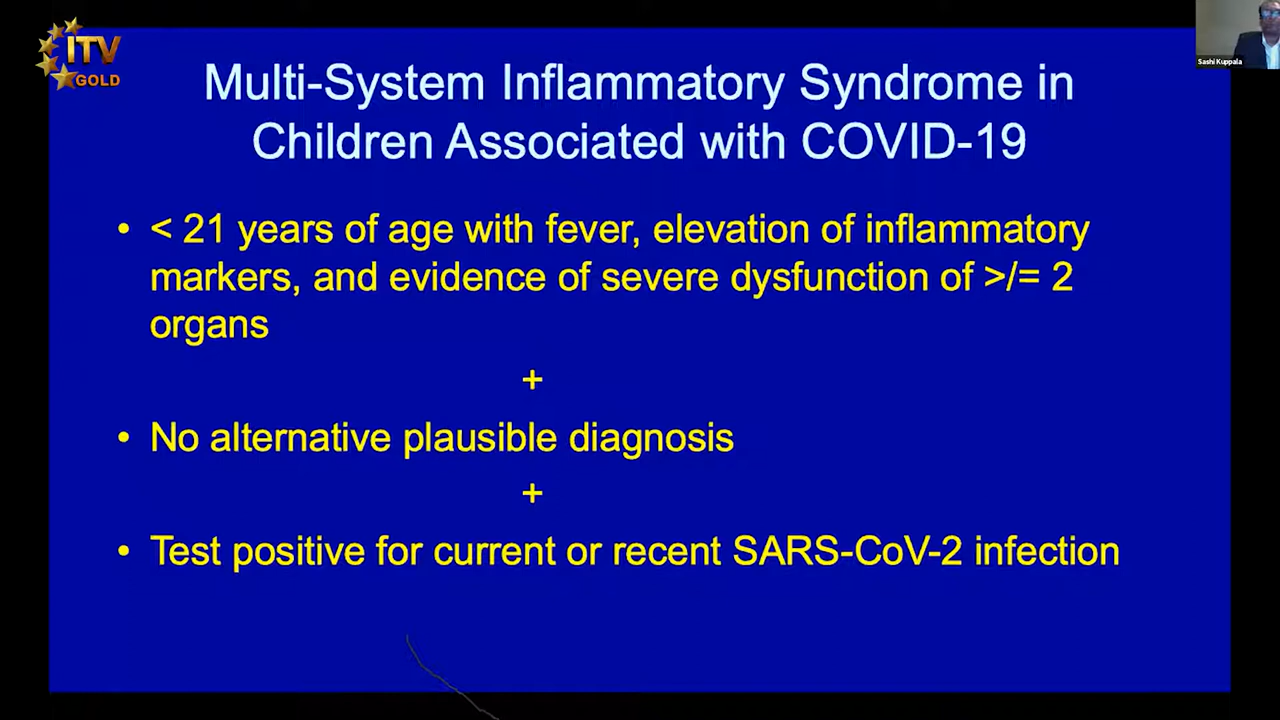 ITV
GOLD
Sashi Kuppala
Multi-System Inflammatory Syndrome in
Children Associated with COVID-19
• < 21 years of age with fever, elevation of inflammatory
markers, and evidence of severe dysfunction of >/= 2
organs
+
• No alternative plausible diagnosis
+
• Test positive for current or recent SARS-CoV-2 infection